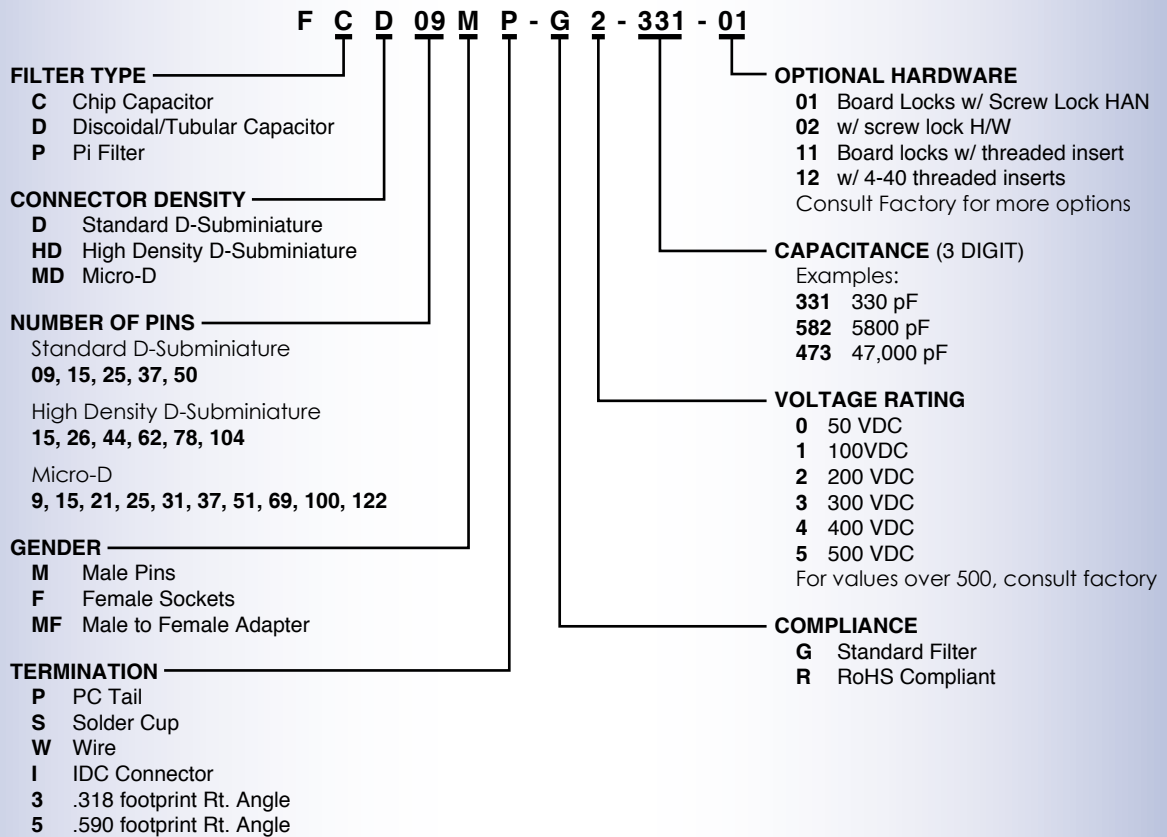 F C D 09 M P - G 2 - 331 - 01
FILTER TYPE
C Chip Capacitor
D Discoidal/Tubular Capacitor
P Pi Filter
CONNECTOR DENSITY
D Standard D-Subminiature
HD High Density D-Subminiature
MD Micro-D
NUMBER OF PINS
Standard D-Subminiature
09, 15, 25, 37, 50
High Density D-Subminiature
15, 26, 44, 62, 78, 104
Micro-D
9, 15, 21, 25, 31, 37, 51, 69, 100, 122
GENDER
M Male Pins
F Female Sockets
MF Male to Female Adapter
TERMINATION
P PC Tail
S Solder Cup
W Wire
I IDC Connector
3 .318 footprint Rt. Angle
5 .590 footprint Rt. Angle
OPTIONAL HARDWARE
01 Board Locks w/ Screw Lock HAN
02 w/ screw lock H/W
11 Board locks w/ threaded insert
12 w/ 4-40 threaded inserts
Consult Factory for more options
CAPACITANCE (3 DIGIT)
Examples:
331 330 pF
582 5800 pF
473 47,000 pF
VOLTAGE RATING
0 50 VDC
1 100VDC
2 200 VDC
3 300 VDC
4 400 VDC
5 500 VDC
For values over 500, consult factory
COMPLIANCE
G Standard Filter
R RoHS Compliant